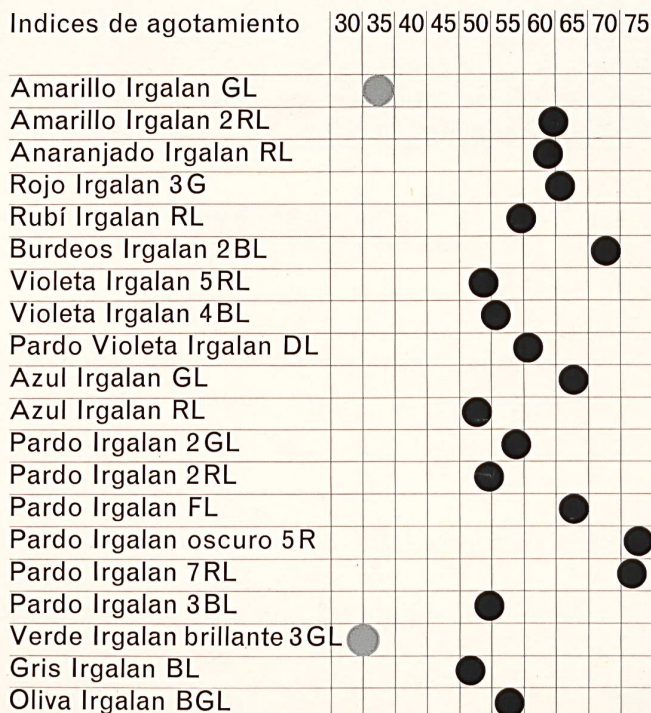 Indices de agotamiento 30 35 40 45 50 55 60 65 70 75
Amarillo Irgalan GL
Amarillo Irgalan 2RL
Anaranjado Irgalan RL
Rojo Irgalan 3G
Rubí Irgalan RL
Burdeos Irgalan 2BL
Violeta Irgalan 5RL
Violeta Irgalan 4BL
Pardo Violeta Irgalan DL
Azul Irgalan GL
Azul Irgalan RL
Pardo Irgalan 2GL
Pardo Irgalan 2RL
Pardo Irgalan FL
Pardo Irgalan oscuro 5R
Pardo Irgalan 7RL
Pardo Irgalan 3BL
Verde Irgalan brillante 3GL
Gris Irgalan BL
Oliva Irgalan BGL